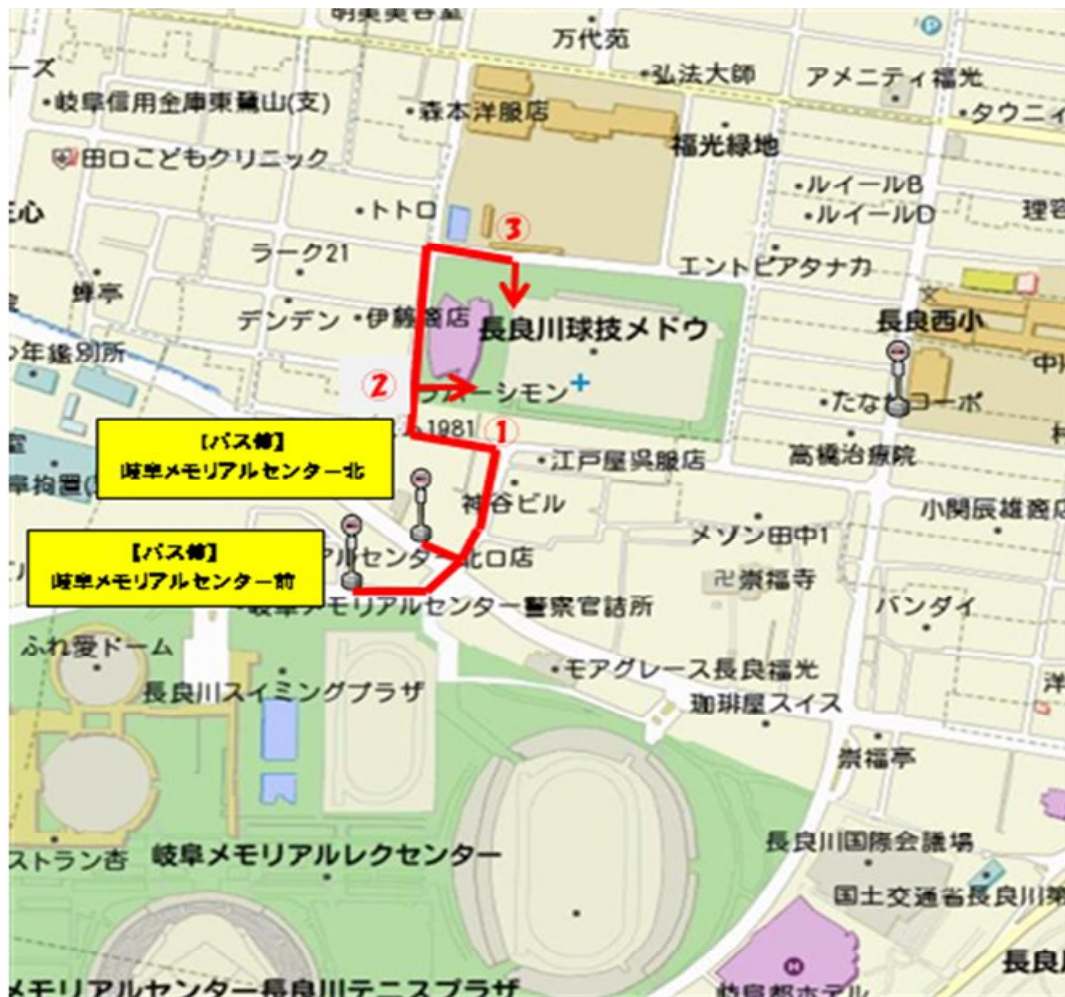 万代苑
弘法大師
アメニティ福光
岐阜信用金庫東鷺山(支)
森本洋服店
タウニィ
福光緑地
田口こどもクリニック
ルイールB
トトロ
ルイールD
理容
③
ラーク21
エントピアタナカ
蝉亭
デンデン
伊藤商店
長良川球技メドウ
長良西小
年鑑別所
②
ブルーシモン
たなかコーポ
1981
①
【バス停】
岐阜メモリアルセンター北
江戸屋呉服店
高橋治療院
神谷ビル
小関辰雄商店
メゾン田中1
【バス停】
岐阜メモリアルセンター前
北口店
卍崇福寺
岐阜メモリアルセンター警察官詰所
バンダイ
ふれ愛ドーム
モアグレース長良福光
長良川スイミングプラザ
珈琲屋スイス
崇福亭
長良川国際会議場
ストラン杏
岐阜メモリアルレクセンター
国土交通省長良川第
長良
H
メモリアルセンター長良川テニスプラザ
岐阜都ホテル